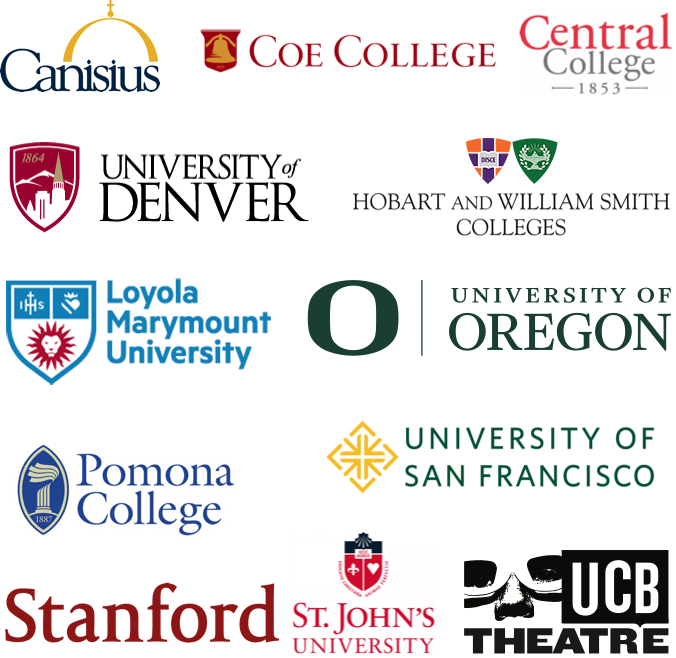 Canisius
COE COLLEGE
Central
College
1853
1864
UNIVERSITY of
DENVER
DISCE
HOBART AND WILLIAM SMITH
COLLEGES
IHS
Loyola
Marymount
University
O
UNIVERSITY OF
OREGON
1887
Pomona
College
UNIVERSITY OF
SAN FRANCISCO
Stanford
ST. JOHN'S
UNIVERSITY
UCB
THEATRE